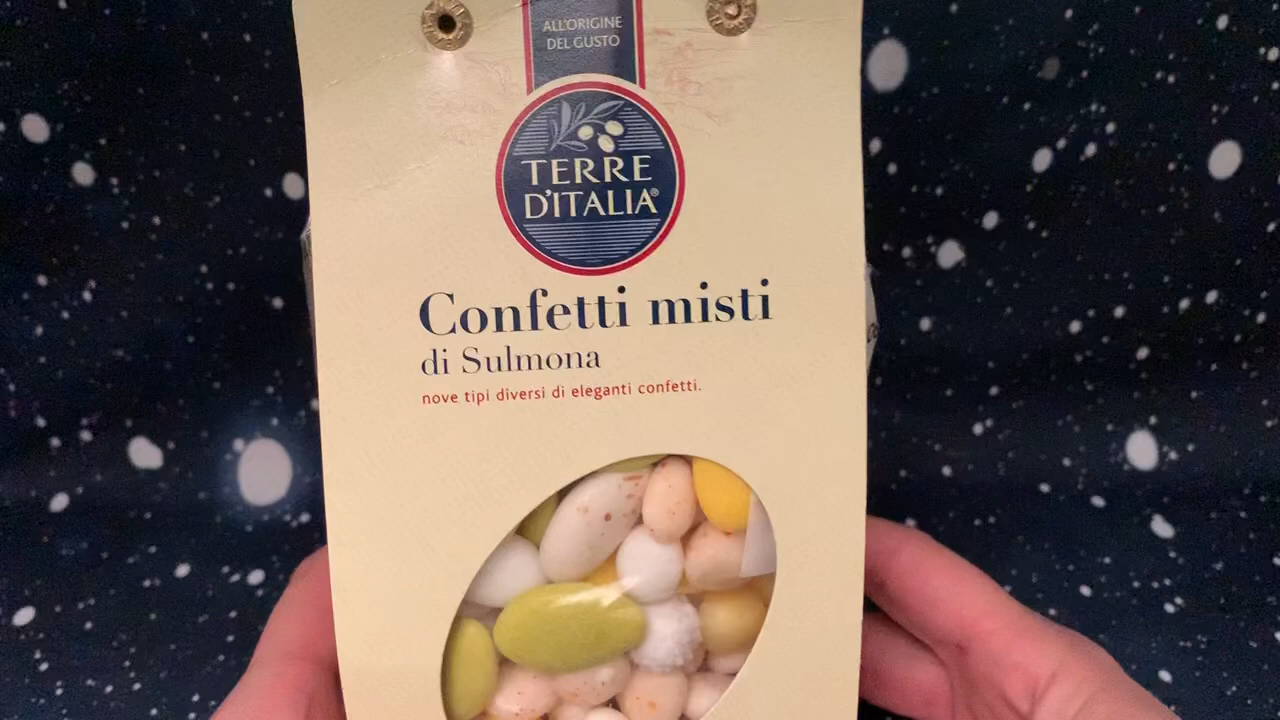 ALL'ORIGINE
DEL GUSTO
TERRE
D'ITALIA®
Confetti misti
di Sulmona
nove tipi diversi di eleganti confetti.